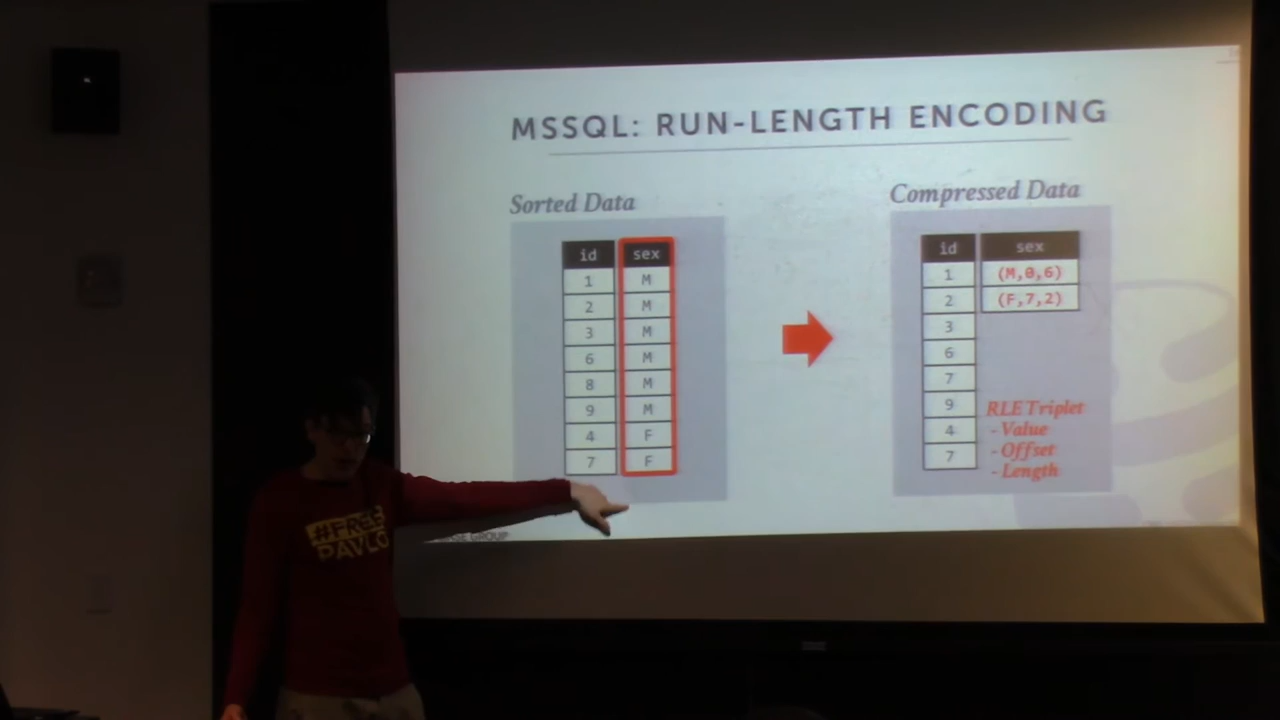 MSSQL: RUN-LENGTH ENCODING
Sorted Data
id sex
1 M
2 M
3 M
6 M
8 M
9 M
4 F
7 F
Compressed Data
id sex
1 (M,0,6)
2 (F,7,2)
3
6
7
9
4
7
RLE Triplet
- Value
- Offset
- Length
#FREE
PAVLO
GROUP